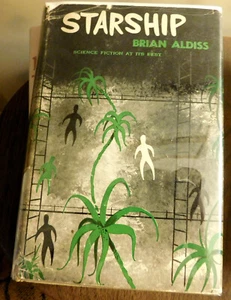 STARSHIP
BRIAN ALDISS
SCIENCE FICTION AT ITS BEST